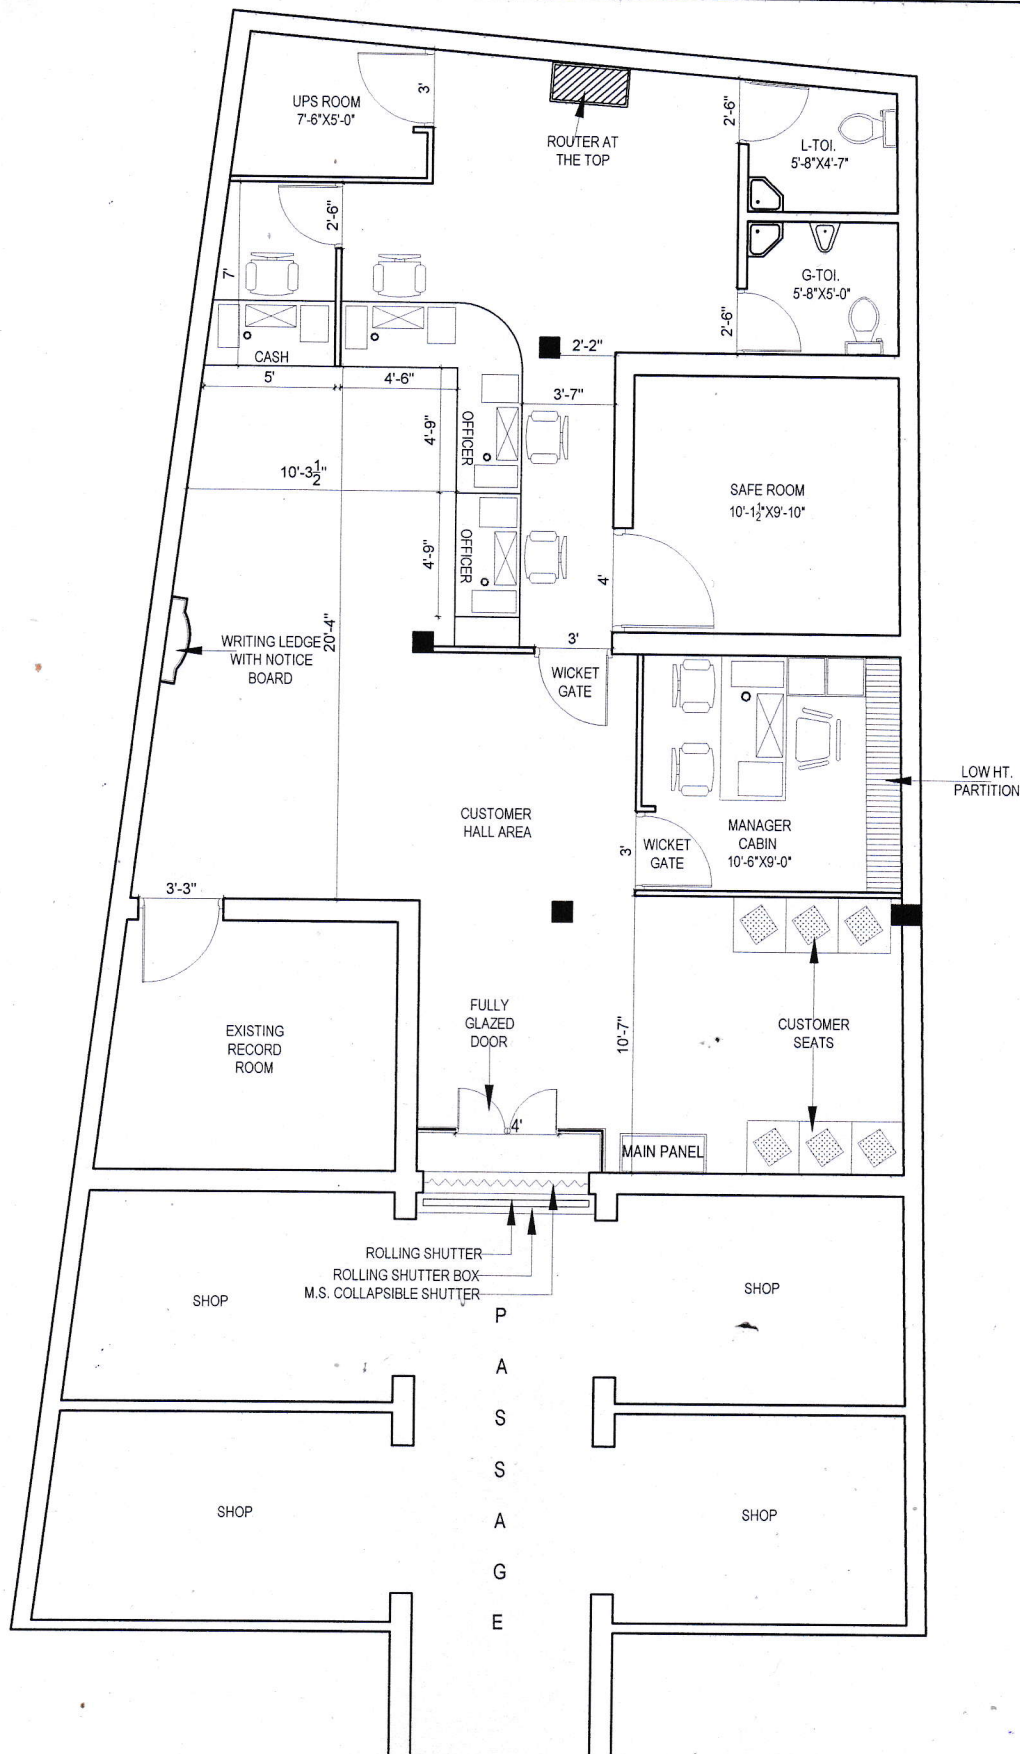 UPS ROOM
7'-6"X5'-0"
3'
ROUTER AT
THE TOP
2'-6"
L-TOI.
5'-8"X4'-7"
2'-6"
7'
G-TOI.
5'-8"X5'-0"
2'-6"
CASH
2'-2"
5'
4'-6"
3'-7"
4'-9"
OFFICER
10'-3½"
SAFE ROOM
10'-1½"X9'-10"
4'-9"
OFFICER
4'
20'-4"
WRITING LEDGE
WITH NOTICE
BOARD
3'
WICKET
GATE
LOW HT.
PARTITION
CUSTOMER
HALL AREA
3'
WICKET
GATE
MANAGER
CABIN
10'-6"X9'-0"
3'-3"
FULLY
GLAZED
DOOR
10'-7"
CUSTOMER
SEATS
EXISTING
RECORD
ROOM
4'
MAIN PANEL
ROLLING SHUTTER
ROLLING SHUTTER BOX
M.S. COLLAPSIBLE SHUTTER
SHOP
SHOP
P
A
S
S
A
G
E
SHOP
SHOP